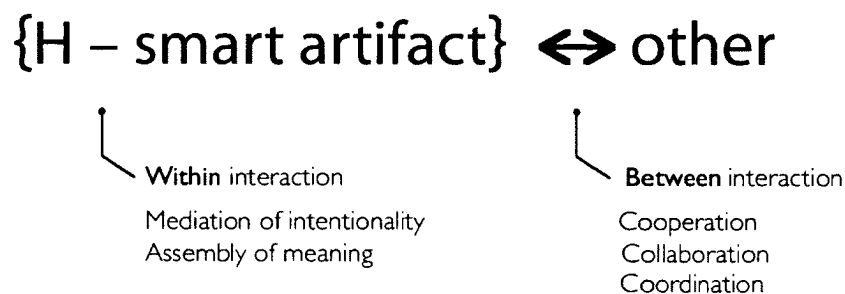 {H – smart artifact} ↔ other
Within interaction
Mediation of intentionality
Assembly of meaning
Between interaction
Cooperation
Collaboration
Coordination